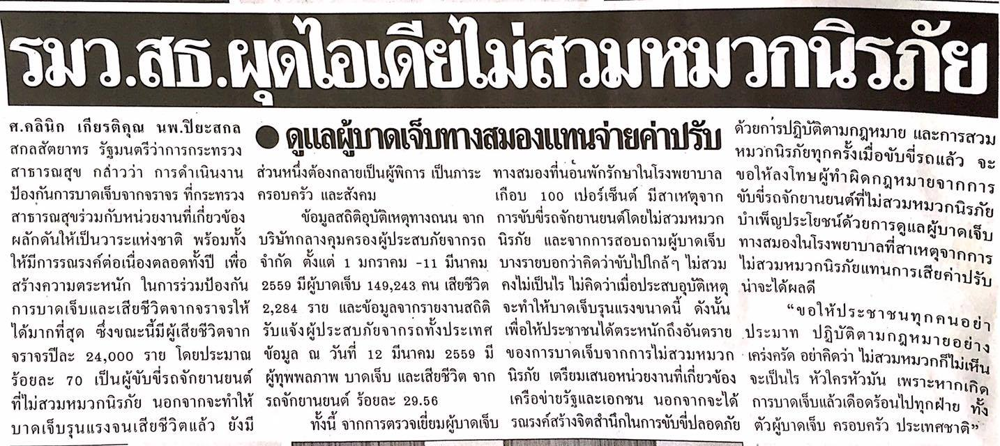 รมว.สธ.ผุดไอเดียไม่สวมหมวกนิรภัย
● ดูแลผู้บาดเจ็บทางสมองแทนจ่ายค่าปรับ
ศ.คลินิก เกียรติคุณ นพ.ปิยะสกล
สกลสัตยาทร รัฐมนตรีว่าการกระทรวง
สาธารณสุข กล่าวว่า การดำเนินงาน
ป้องกันการบาดเจ็บจากจราจร ที่กระทรวง
สาธารณสุขร่วมกับหน่วยงานที่เกี่ยวข้อง
ผลักดันให้เป็นวาระแห่งชาติ พร้อมทั้ง
ให้มีการรณรงค์ต่อเนื่องตลอดทั้งปี เพื่อ
สร้างความตระหนัก ในการร่วมป้องกัน
การบาดเจ็บและเสียชีวิตจากจราจรให้
ได้มากที่สุด ซึ่งขณะนี้มีผู้เสียชีวิตจาก
จราจรปีละ 24,000 ราย โดยประมาณ
ร้อยละ 70 เป็นผู้ขับขี่รถจักยานยนต์
ที่ไม่สวมหมวกนิรภัย นอกจากจะทำให้
บาดเจ็บรุนแรงจนเสียชีวิตแล้ว ยังมี
ส่วนหนึ่งต้องกลายเป็นผู้พิการ เป็นภาระ
ครอบครัว และสังคม
ข้อมูลสถิติอุบัติเหตุทางถนน จาก
บริษัทกลางคุมครองผู้ประสบภัยจากรถ
จำกัด ตั้งแต่ 1 มกราคม -11 มีนาคม
2559 มีผู้บาดเจ็บ 149,243 คน เสียชีวิต
2,284 ราย และข้อมูลจากรายงานสถิติ
รับแจ้งผู้ประสบภัยจากรถทั้งประเทศ
ข้อมูล ณ วันที่ 12 มีนาคม 2559 มี
ผู้ทุพพลภาพ บาดเจ็บ และเสียชีวิต จาก
รถจักยานยนต์ ร้อยละ 29.56
ทั้งนี้ จากการตรวจเยี่ยมผู้บาดเจ็บ
ทางสมองที่นอนพักรักษาในโรงพยาบาล
เกือบ 100 เปอร์เซ็นต์ มีสาเหตุจาก
การขับขี่รถจักยานยนต์โดยไม่สวมหมวก
นิรภัย และจากการสอบถามผู้บาดเจ็บ
บางรายบอกว่าคิดว่าขับไปใกล้ๆ ไม่สวม
คงไม่เป็นไร ไม่คิดว่าเมื่อประสบอุบัติเหตุ
จะทำให้บาดเจ็บรุนแรงขนาดนี้ ดังนั้น
เพื่อให้ประชาชนได้ตระหนักถึงอันตราย
ของการบาดเจ็บจากการไม่สวมหมวก
นิรภัย เตรียมเสนอหน่วยงานที่เกี่ยวข้อง
เครือข่ายรัฐและเอกชน นอกจากจะได้
รณรงค์สร้างจิตสำนึกในการขับขี่ปลอดภัย
ด้วยการปฏิบัติตามกฎหมาย และการสวม
หมวกนิรภัยทุกครั้งเมื่อขับขี่รถแล้ว จะ
ขอให้ลงโทษผู้ทำผิดกฎหมายจากการ
ขับขี่รถจักยานยนต์ที่ไม่สวมหมวกนิรภัย
บำเพ็ญประโยชน์ด้วยการดูแลผู้บาดเจ็บ
ทางสมองในโรงพยาบาลที่สาเหตุจากการ
ไม่สวมหมวกนิรภัยแทนการเสียค่าปรับ
น่าจะได้ผลดี
“ขอให้ประชาชนทุกคนอย่า
ประมาท ปฏิบัติตามกฎหมายอย่าง
เคร่งครัด อย่าคิดว่า ไม่สวมหมวกก็ไม่เห็น
จะเป็นไร หัวใครหัวมัน เพราะหากเกิด
การบาดเจ็บแล้วเดือดร้อนไปทุกฝ่าย ทั้ง
ตัวผู้บาดเจ็บ ครอบครัว ประเทศชาติ”